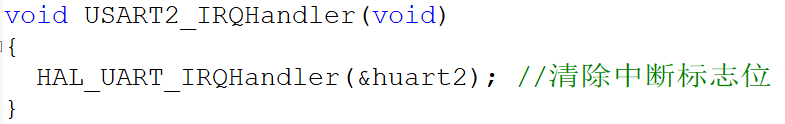 void USART2_IRQHandler(void)
{
  HAL_UART_IRQHandler(&huart2); //清除中断标志位
}